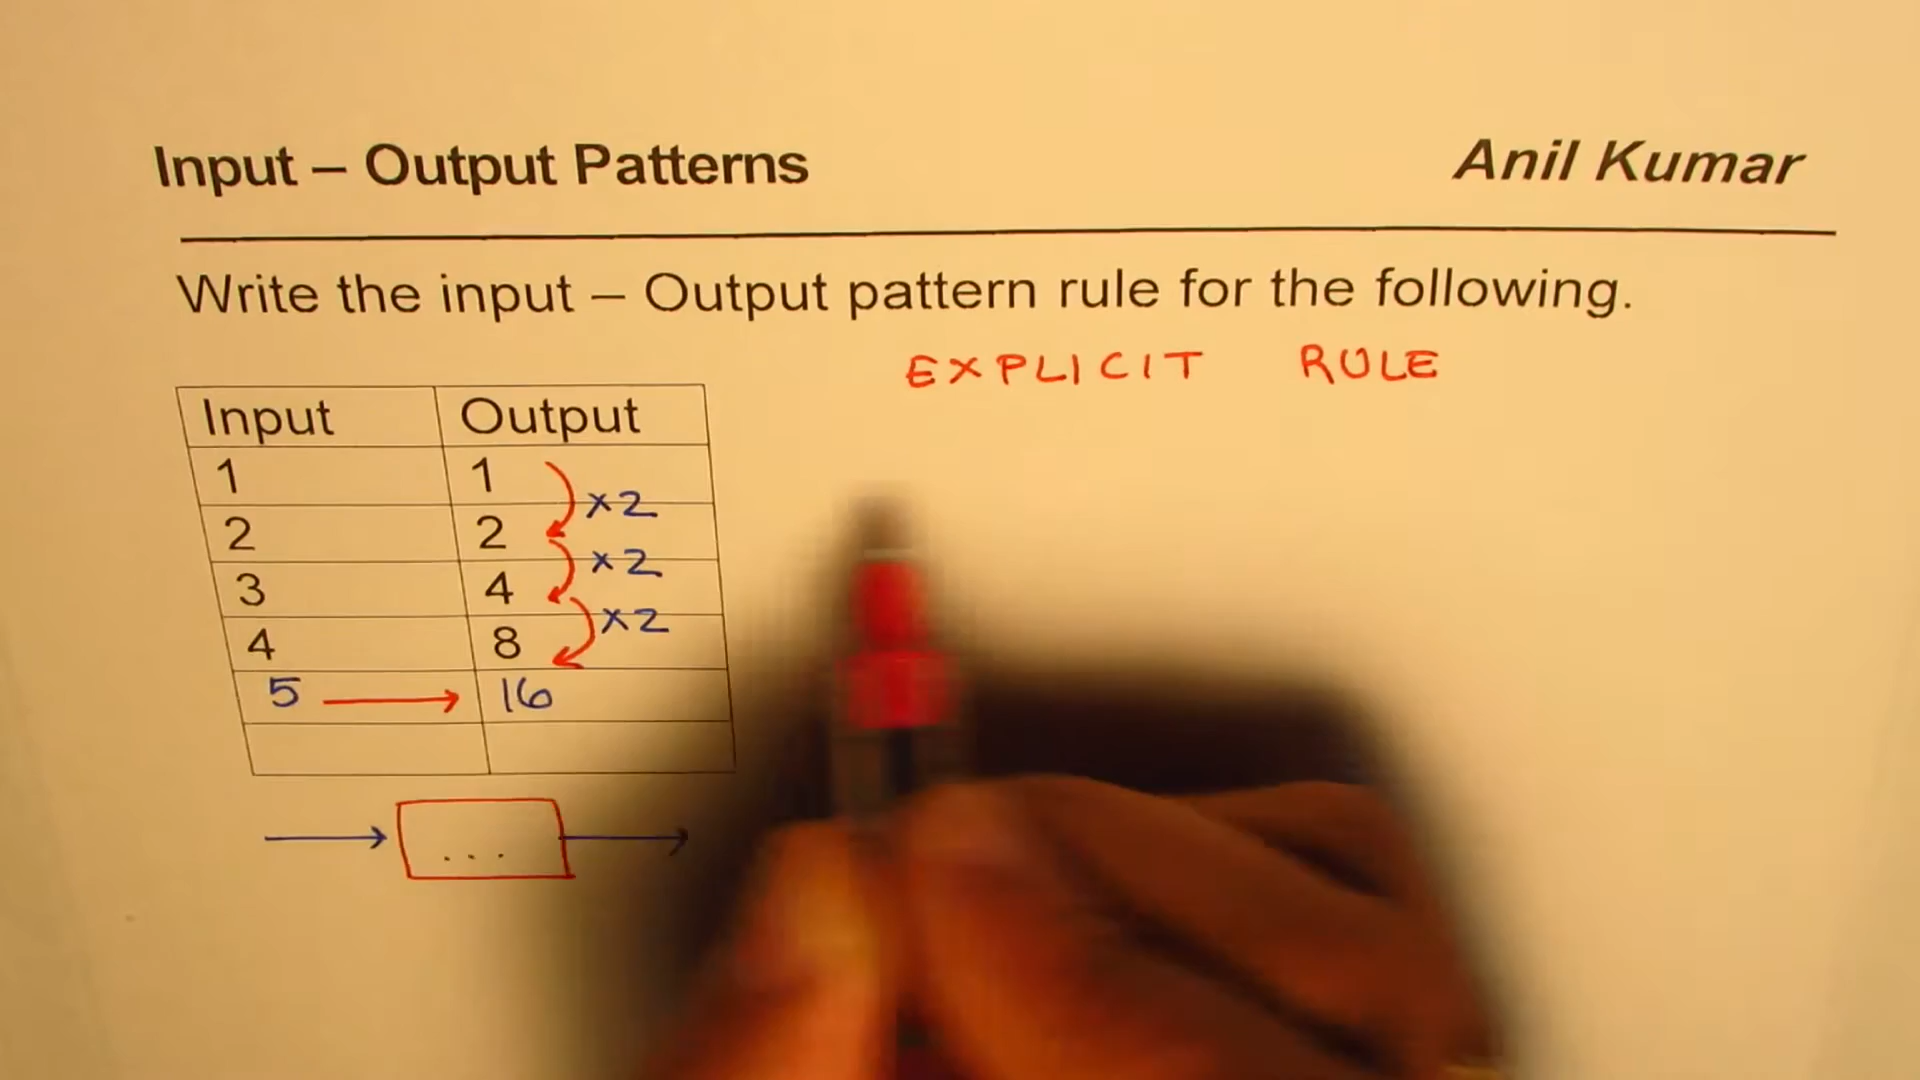 Input – Output Patterns
Anil Kumar
Write the input – Output pattern rule for the following.
EXPLICIT RULE
Input Output
1 1
×2
2 2
×2
3 4
×2
4 8
5 → 16
→ ... →